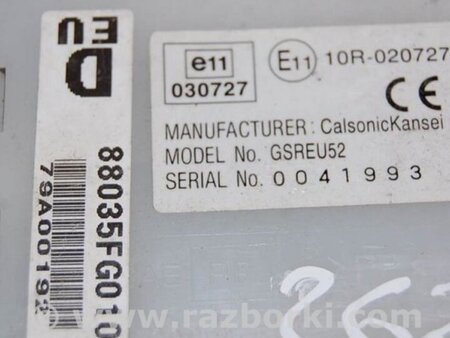 D
EU
88035FG010
79A00192
e11
030727
E11 10R-020727
CE
MANUFACTURER: CalsonicKansei
MODEL No. GSREU52
SERIAL No. 0041993
www.razborki.com